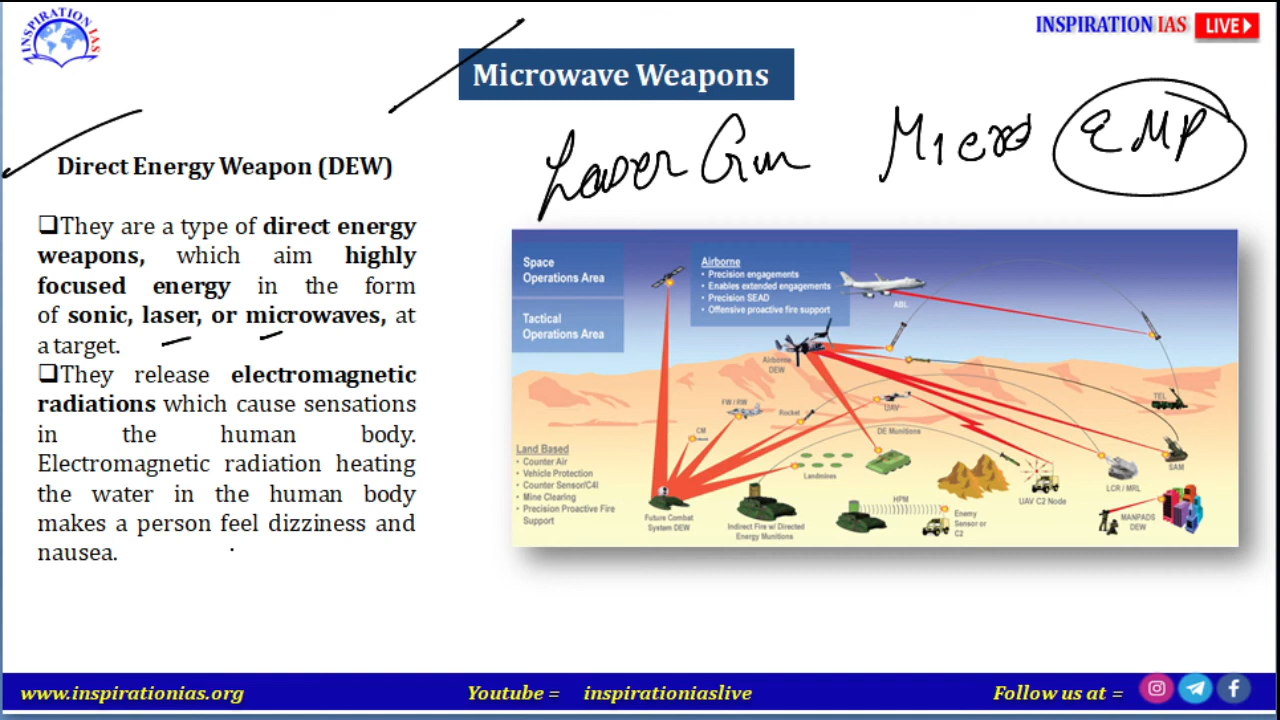 INSPIRATION IAS
INSPIRATION IAS LIVE
Microwave Weapons
Laser Gun
Micro
EMP
Direct Energy Weapon (DEW)
❑They are a type of direct energy
weapons, which aim highly
focused energy in the form
of sonic, laser, or microwaves, at
a target.
❑They release electromagnetic
radiations which cause sensations
in the human body.
Electromagnetic radiation heating
the water in the human body
makes a person feel dizziness and
nausea.
Space
Operations Area
Tactical
Operations Area
Airborne
• Precision engagements
• Enables extended engagements
• Precision SEAD
• Offensive proactive fire support
ABL
Airborne
DEW
TEL
FW / RW
Rocket
UAV
CM
DE Munitions
Land Based
• Counter Air
• Vehicle Protection
• Counter Sensor/C4I
• Mine Clearing
• Precision Proactive Fire
Support
Landmines
SAM
LCR / MRL
UAV C2 Node
HPM
Future Combat
System DEW
Indirect Fire w/ Directed
Energy Munitions
Enemy
Sensor or
C2
MANPADS
DEW
www.inspirationias.org
Youtube = inspirationiaslive
Follow us at =